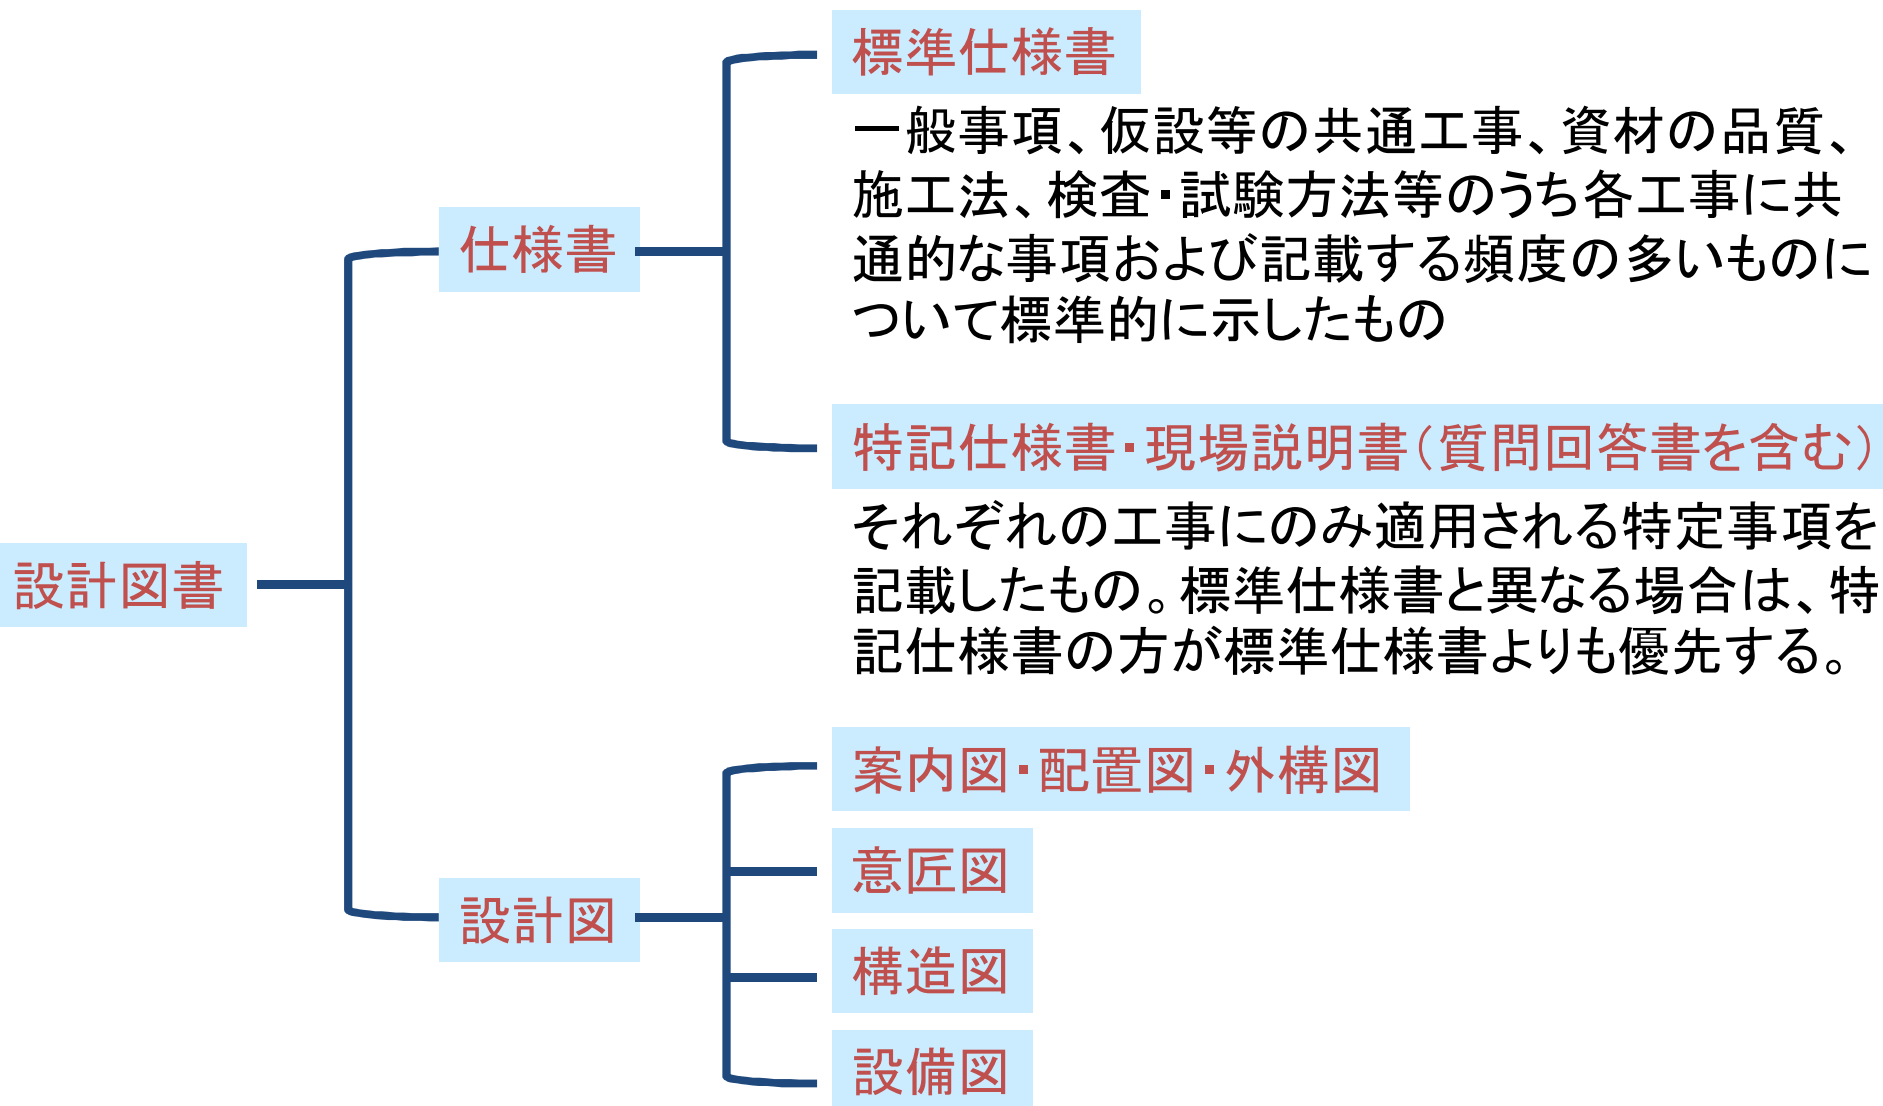 標準仕様書
一般事項、仮設等の共通工事、資材の品質、
施工法、検査・試験方法等のうち各工事に共
通的な事項および記載する頻度の多いものに
ついて標準的に示したもの
仕様書
特記仕様書・現場説明書（質問回答書を含む）
それぞれの工事にのみ適用される特定事項を
記載したもの。標準仕様書と異なる場合は、特
記仕様書の方が標準仕様書よりも優先する。
設計図書
案内図・配置図・外構図
意匠図
設計図
構造図
設備図